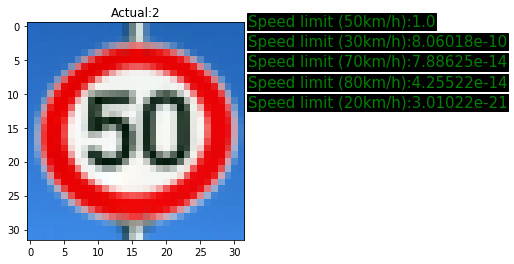 Actual:2
Speed limit (50km/h):1.0
Speed limit (30km/h):8.06018e-10
Speed limit (70km/h):7.88625e-14
Speed limit (80km/h):4.25522e-14
Speed limit (20km/h):3.01022e-21
0
5
10
15
20
25
30
50
0
5
10
15
20
25
30